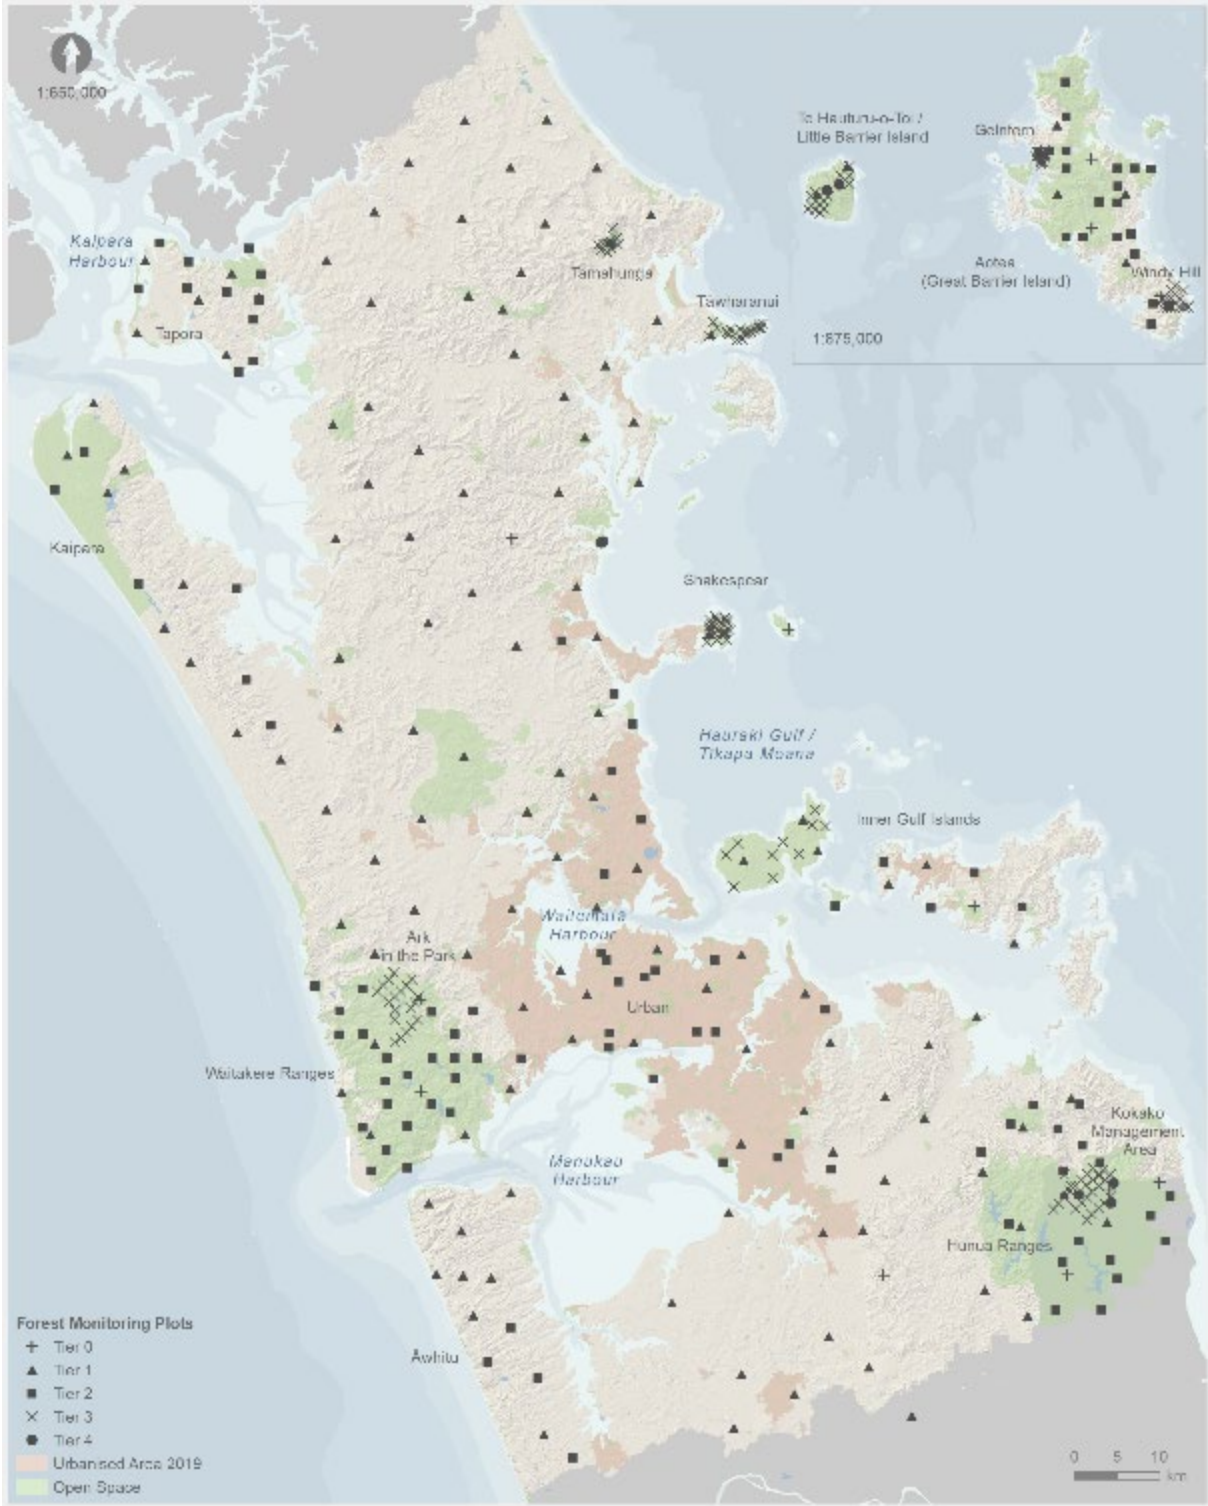 1:650,000
Te Hauturu-o-Toi /
Little Barrier Island
Gelnfern
Aotea
(Great Barrier Island)
Windy Hill
1:875,000
Kaipara
Harbour
Tapora
Tamahunga
Tawharanui
Kaipara
Shakespear
Hauraki Gulf /
Tikapa Moana
Inner Gulf Islands
Waitemata
Harbour
Ark
in the Park
Urban
Waitakere Ranges
Kokako
Management
Area
Manukau
Harbour
Hunua Ranges
Awhitu
Forest Monitoring Plots
Tier 0
Tier 1
Tier 2
Tier 3
Tier 4
Urbanised Area 2019
Open Space
0 5 10
km